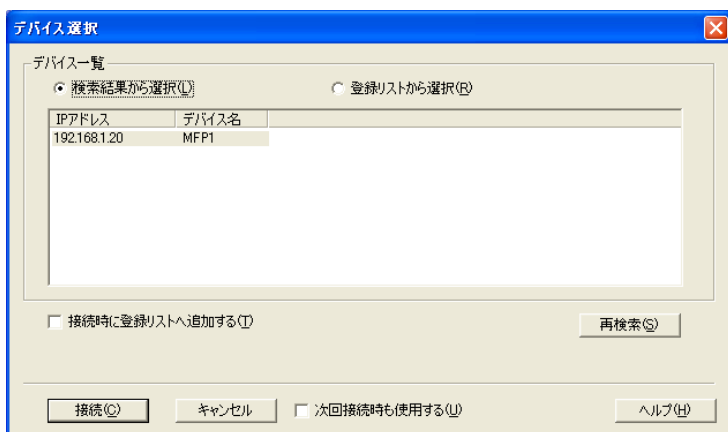 デバイス選択
デバイス一覧
検索結果から選択(L)
登録リストから選択(R)
IPアドレス デバイス名
192.168.1.20 MFP1
接続時に登録リストへ追加する(T)
再検索(S)
接続(C) キャンセル 次回接続時も使用する(U) ヘルプ(H)